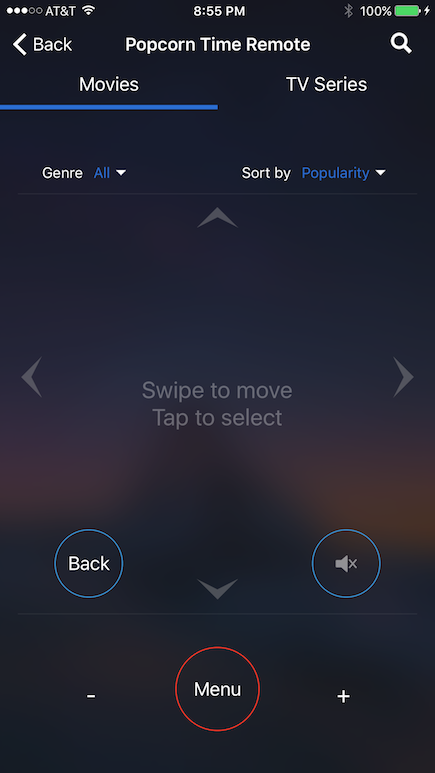 AT&T 8:55 PM 100%
Back Popcorn Time Remote
Movies TV Series
Genre All Sort by Popularity
Swipe to move
Tap to select
Back
- Menu +